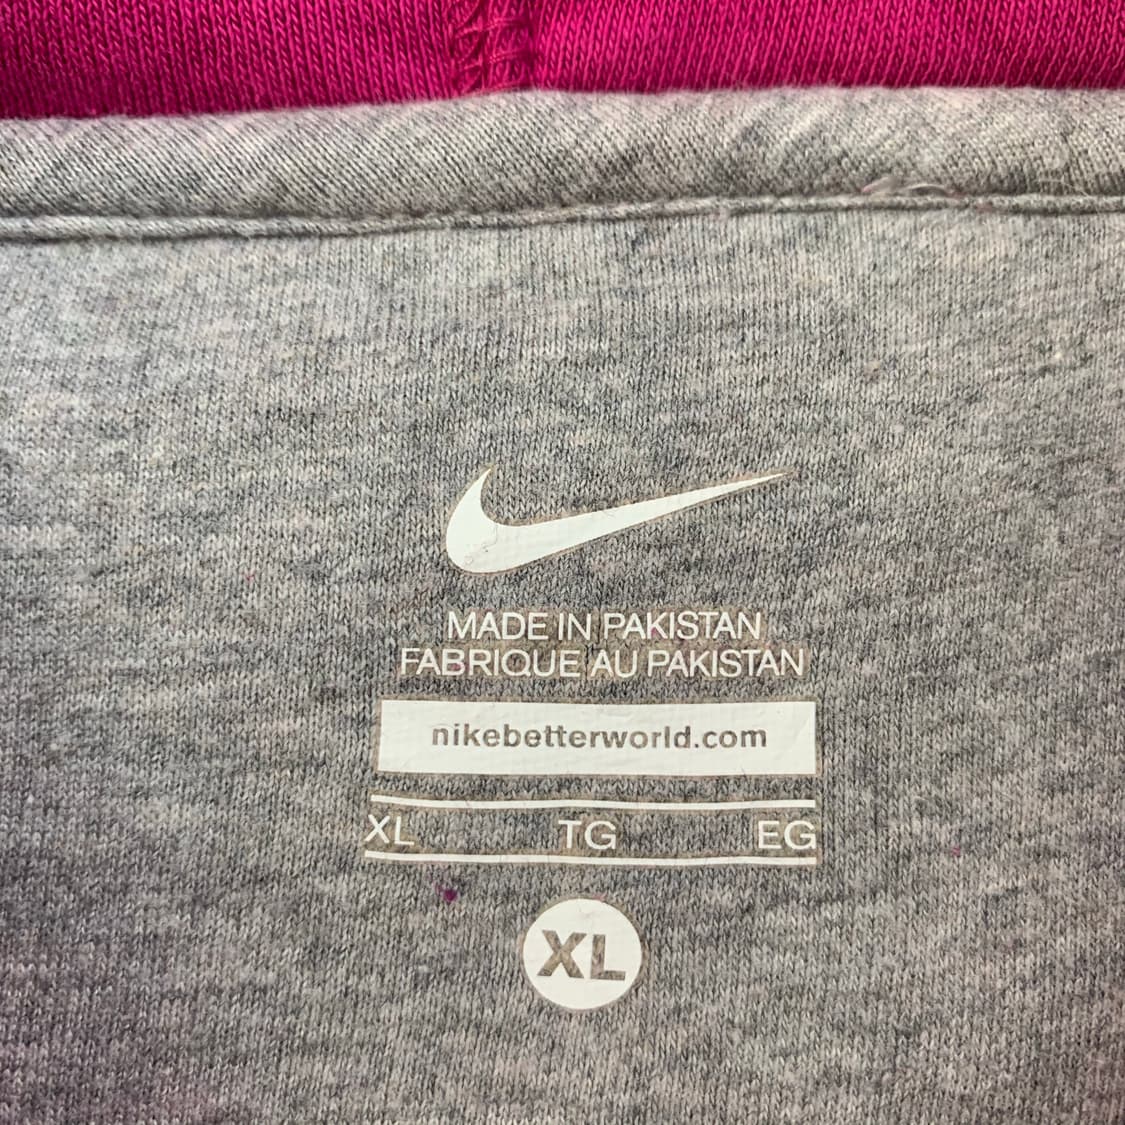 MADE IN PAKISTAN
FABRIQUE AU PAKISTAN
nikebetterworld.com
XL TG EG
XL